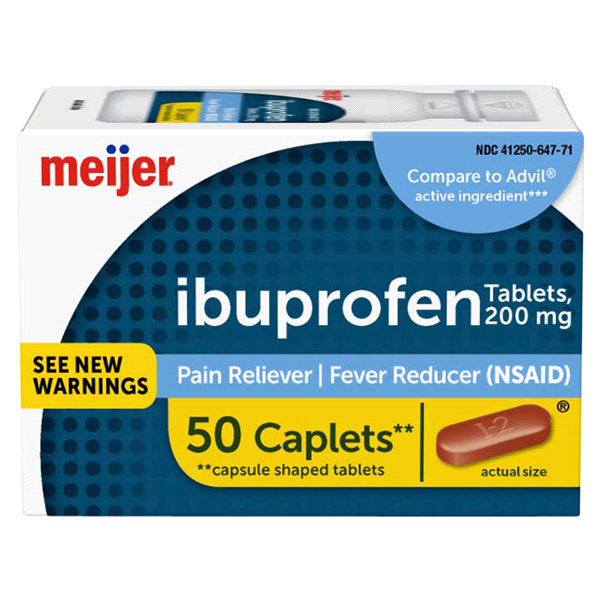 meijer
NDC 41250-647-71
Compare to Advil®
active ingredient***
ibuprofen
Tablets,
200 mg
SEE NEW
WARNINGS
Pain Reliever | Fever Reducer (NSAID)
50 Caplets**
**capsule shaped tablets
I-2
®
actual size